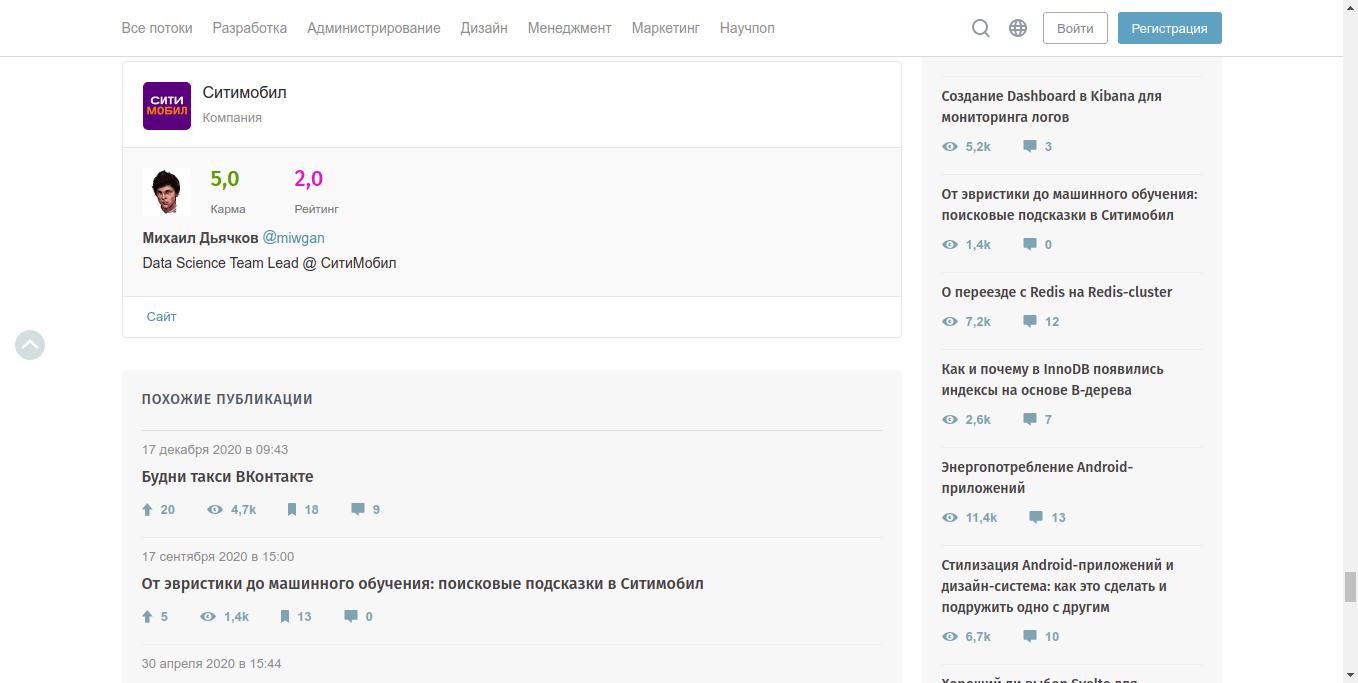 Все потоки Разработка Администрирование Дизайн Менеджмент Маркетинг Научпоп Войти Регистрация
СИТИ
МОБИЛ
Ситимобил
Компания
5,0 2,0
Карма Рейтинг
Михаил Дьячков @miwgan
Data Science Team Lead @ СитиМобил
Сайт
ПОХОЖИЕ ПУБЛИКАЦИИ
17 декабря 2020 в 09:43
Будни такси ВКонтакте
20 4,7k 18 9
17 сентября 2020 в 15:00
От эвристики до машинного обучения: поисковые подсказки в Ситимобил
5 1,4k 13 0
30 апреля 2020 в 15:44
Создание Dashboard в Kibana для
мониторинга логов
5,2k 3
От эвристики до машинного обучения:
поисковые подсказки в Ситимобил
1,4k 0
О переезде с Redis на Redis-cluster
7,2k 12
Как и почему в InnoDB появились
индексы на основе B-дерева
2,6k 7
Энергопотребление Android-
приложений
11,4k 13
Стилизация Android-приложений и
дизайн-система: как это сделать и
подружить одно с другим
6,7k 10
Хороший ли выбор Svelte для